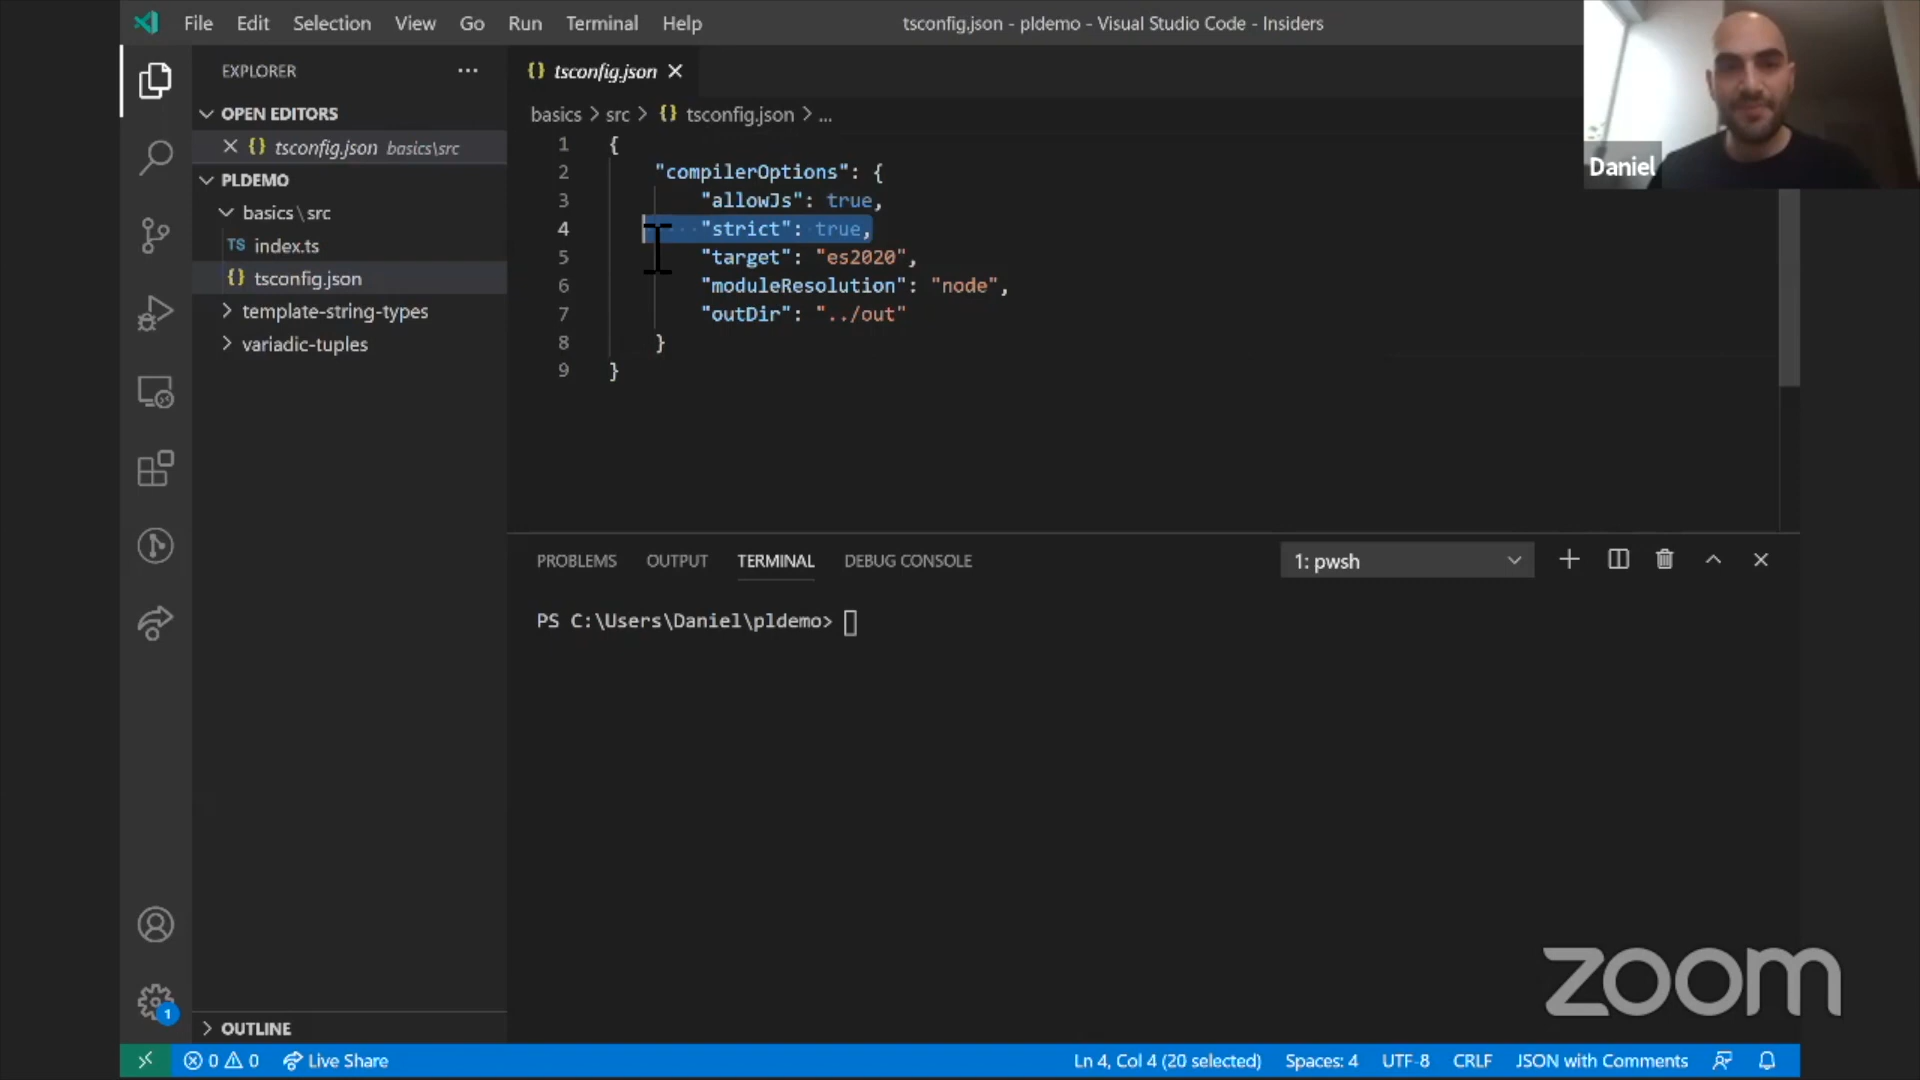 File Edit Selection View Go Run Terminal Help
tsconfig.json - pldemo - Visual Studio Code - Insiders
EXPLORER
OPEN EDITORS
{} tsconfig.json basics\src
PLDEMO
basics\src
TS index.ts
{} tsconfig.json
template-string-types
variadic-tuples
OUTLINE
{} tsconfig.json
basics > src > {} tsconfig.json > ...
1 {
2 "compilerOptions": {
3 "allowJs": true,
4 "strict": true,
5 "target": "es2020",
6 "moduleResolution": "node",
7 "outDir": "../out"
8 }
9 }
Daniel
PROBLEMS OUTPUT TERMINAL DEBUG CONSOLE
1: pwsh
PS C:\Users\Daniel\pldemo>
zoom
1
0 0 Live Share
Ln 4, Col 4 (20 selected) Spaces: 4 UTF-8 CRLF JSON with Comments